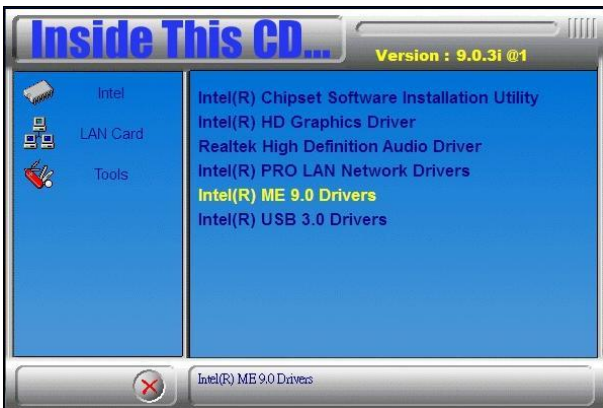 Inside This CD...
Version : 9.0.3i @1
Intel
LAN Card
Tools
Intel(R) Chipset Software Installation Utility
Intel(R) HD Graphics Driver
Realtek High Definition Audio Driver
Intel(R) PRO LAN Network Drivers
Intel(R) ME 9.0 Drivers
Intel(R) USB 3.0 Drivers
Intel(R) ME 9.0 Drivers